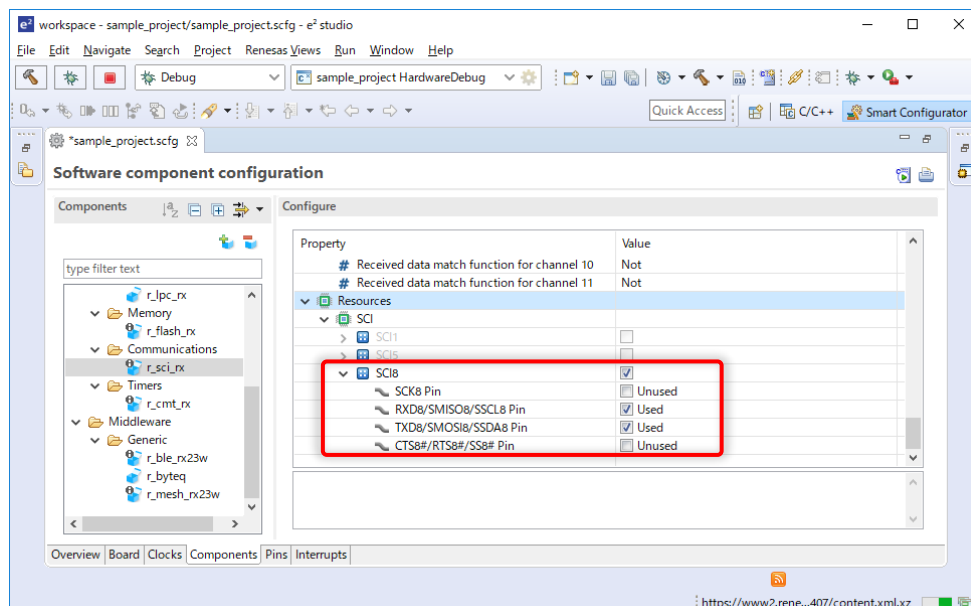 workspace - sample_project/sample_project.scfg - e² studio
File Edit Navigate Search Project Renesas Views Run Window Help
Debug sample_project HardwareDebug
Quick Access C/C++ Smart Configurator
*sample_project.scfg
Software component configuration
Components Configure
type filter text
r_lpc_rx
Memory
r_flash_rx
Communications
r_sci_rx
Timers
r_cmt_rx
Middleware
Generic
r_ble_rx23w
r_byteq
r_mesh_rx23w
Property Value
# Received data match function for channel 10 Not
# Received data match function for channel 11 Not
Resources
SCI
SCI1
SCI5
SCI8
SCK8 Pin Unused
RXD8/SMISO8/SSCL8 Pin Used
TXD8/SMOSI8/SSDA8 Pin Used
CTS8#/RTS8#/SS8# Pin Unused
Overview Board Clocks Components Pins Interrupts
https://www2.rene...407/content.xml.xz